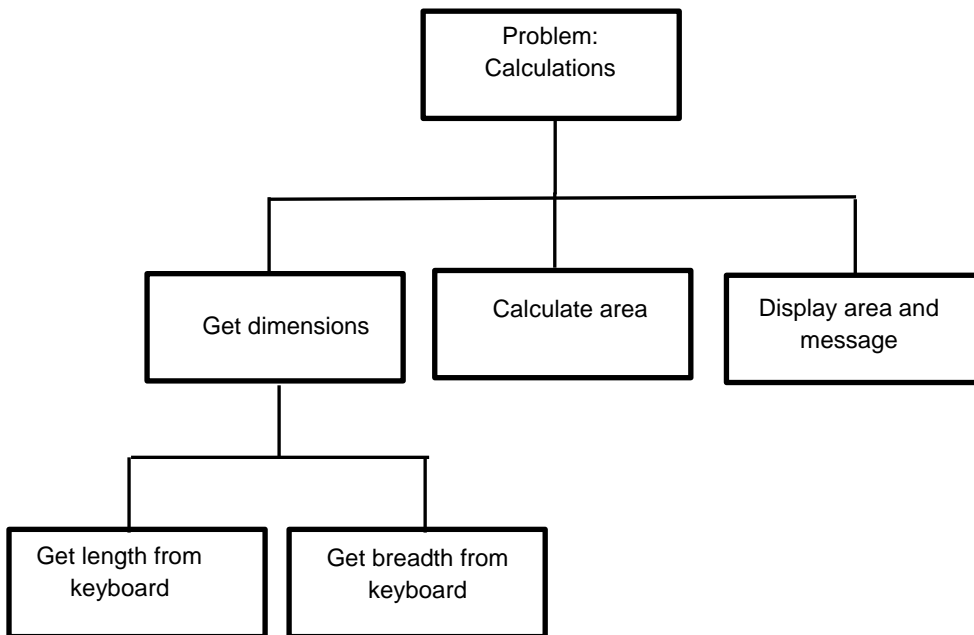 Problem:
Calculations
Get dimensions
Calculate area
Display area and
message
Get length from
keyboard
Get breadth from
keyboard